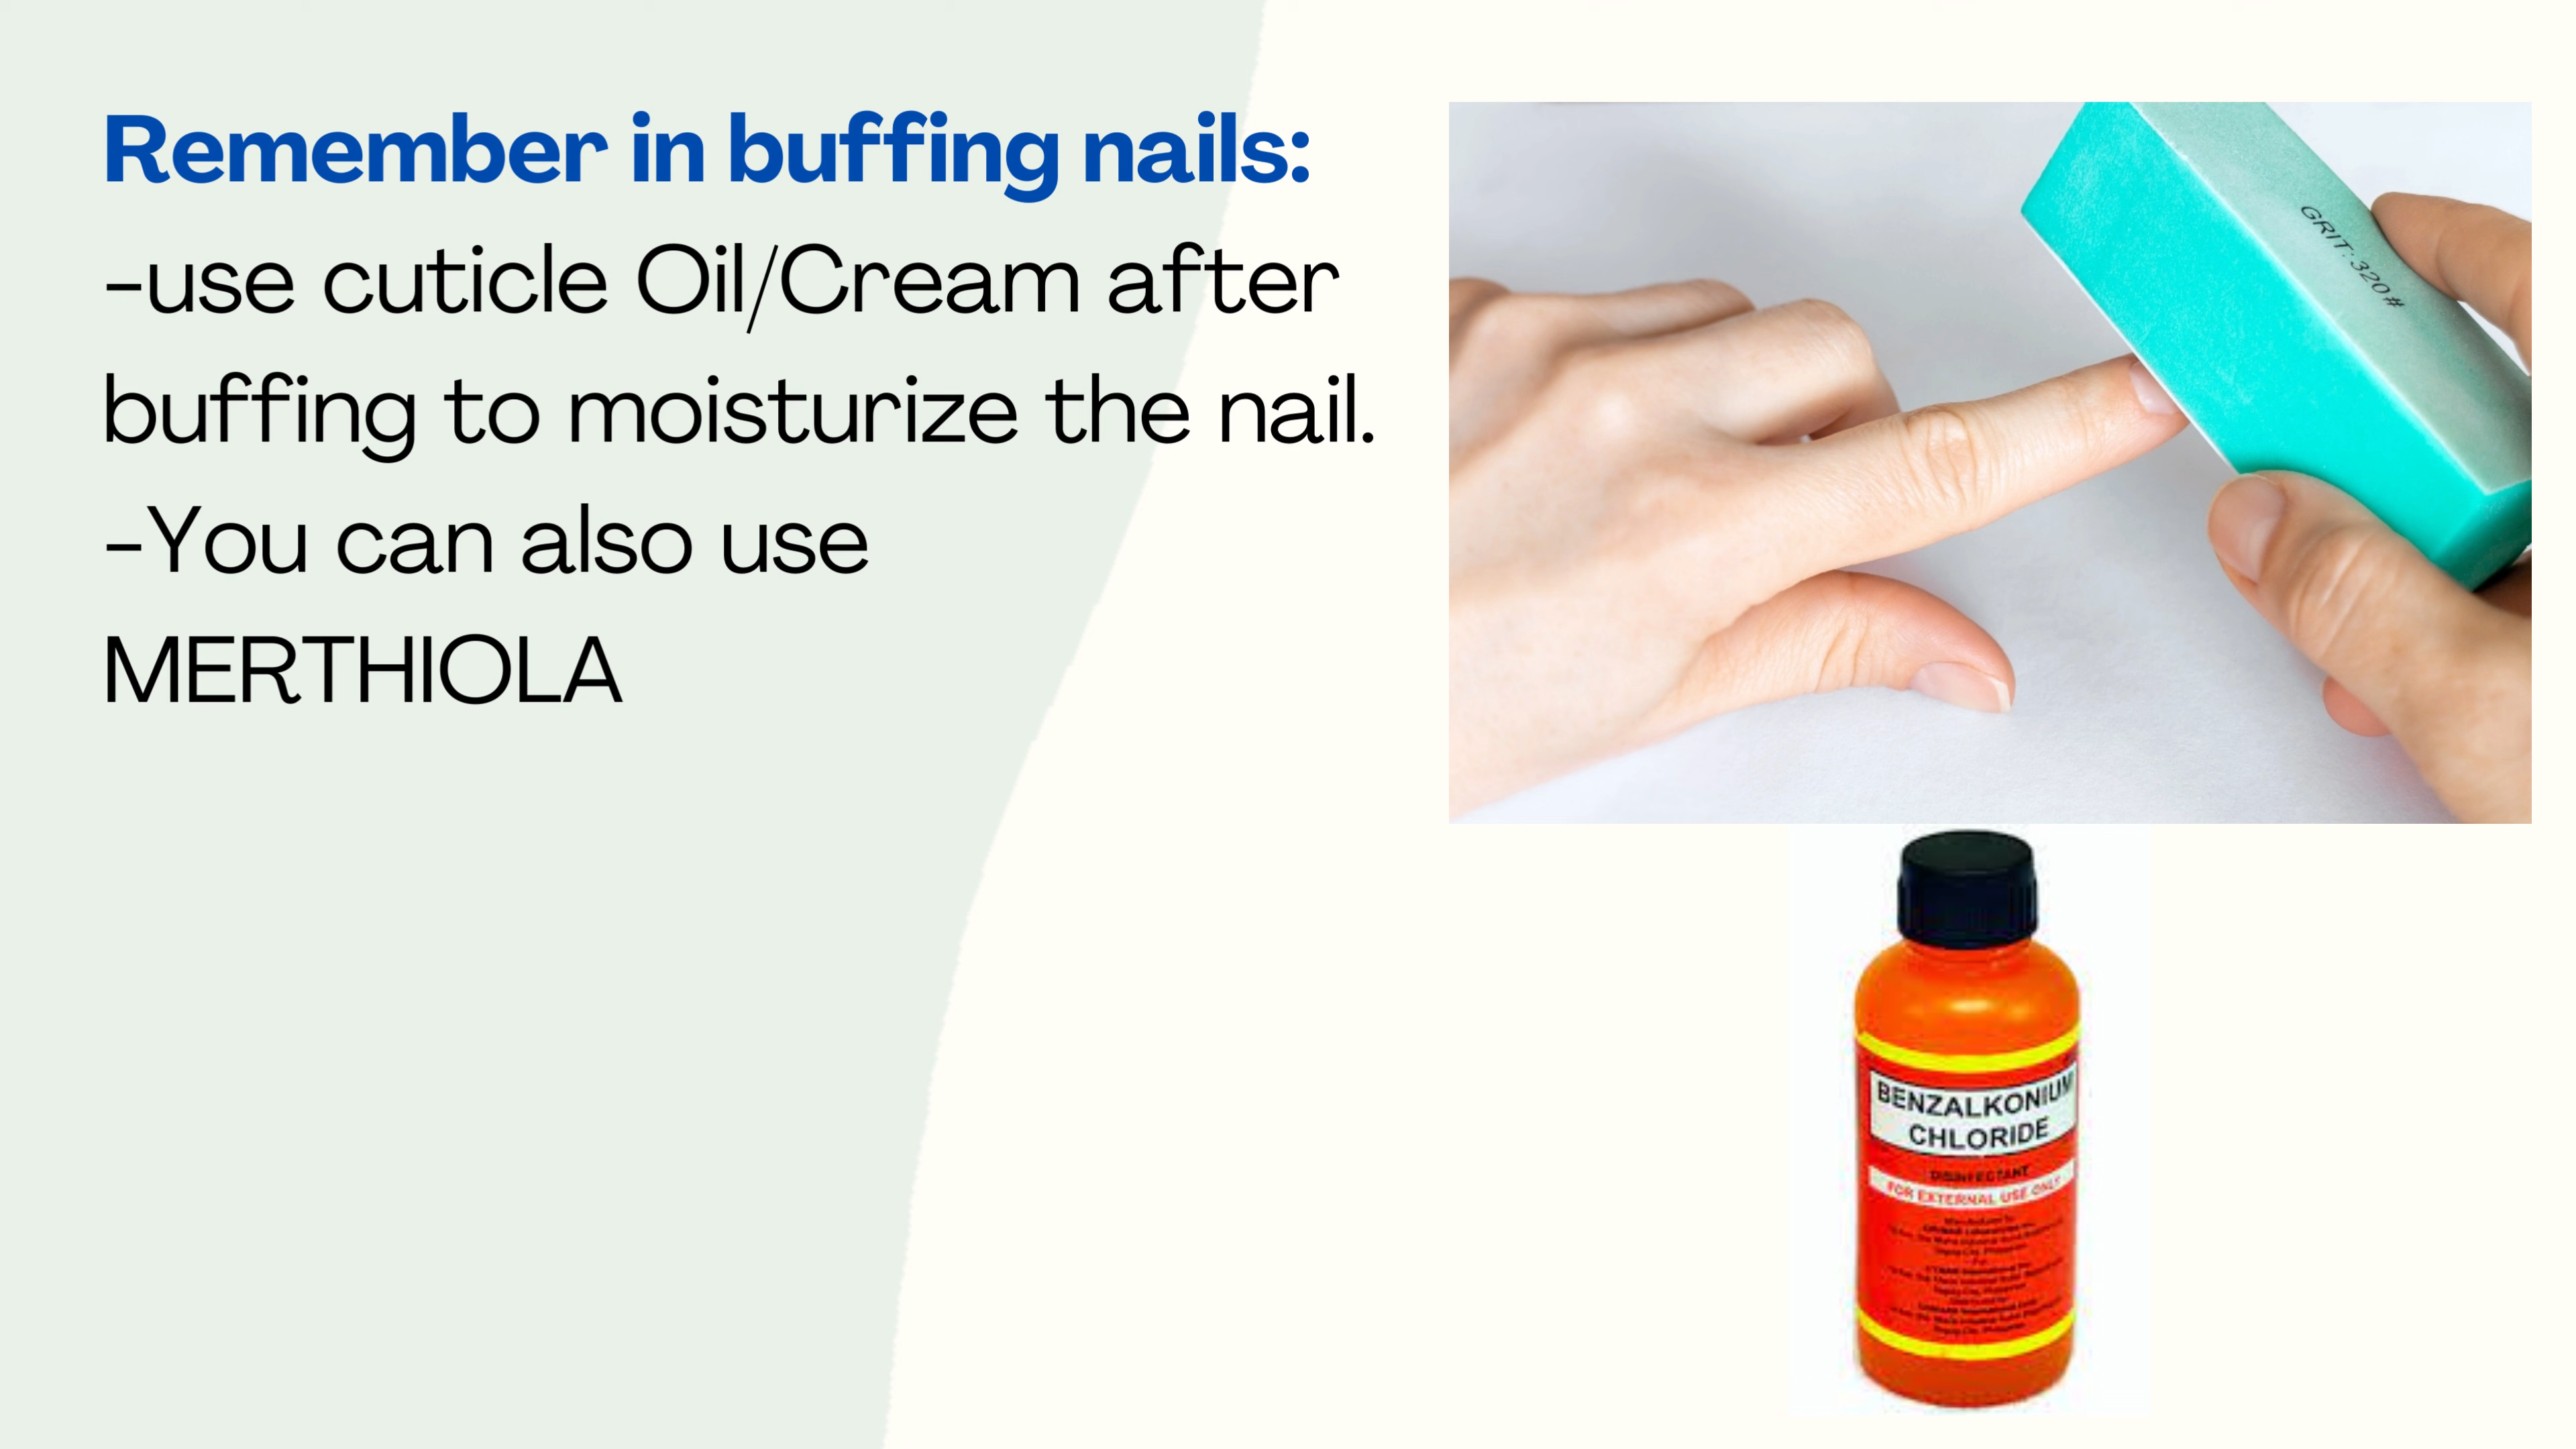 Remember in buffing nails:
-use cuticle Oil/Cream after
buffing to moisturize the nail.
-You can also use
MERTHIOLA
GRIT: 320#
BENZALKONIUM
CHLORIDE
DISINFECTANT
FOR EXTERNAL USE ONLY